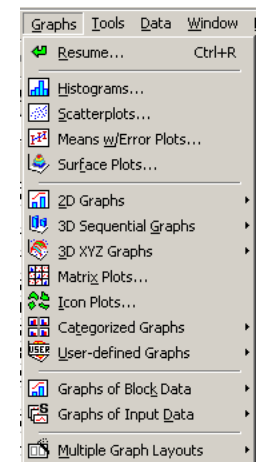 Graphs Tools Data Window
Resume... Ctrl+R
Histograms...
Scatterplots...
Means w/Error Plots...
Surface Plots...
2D Graphs
3D Sequential Graphs
3D XYZ Graphs
Matrix Plots...
Icon Plots...
Categorized Graphs
USER User-defined Graphs
Graphs of Block Data
Graphs of Input Data
Multiple Graph Layouts